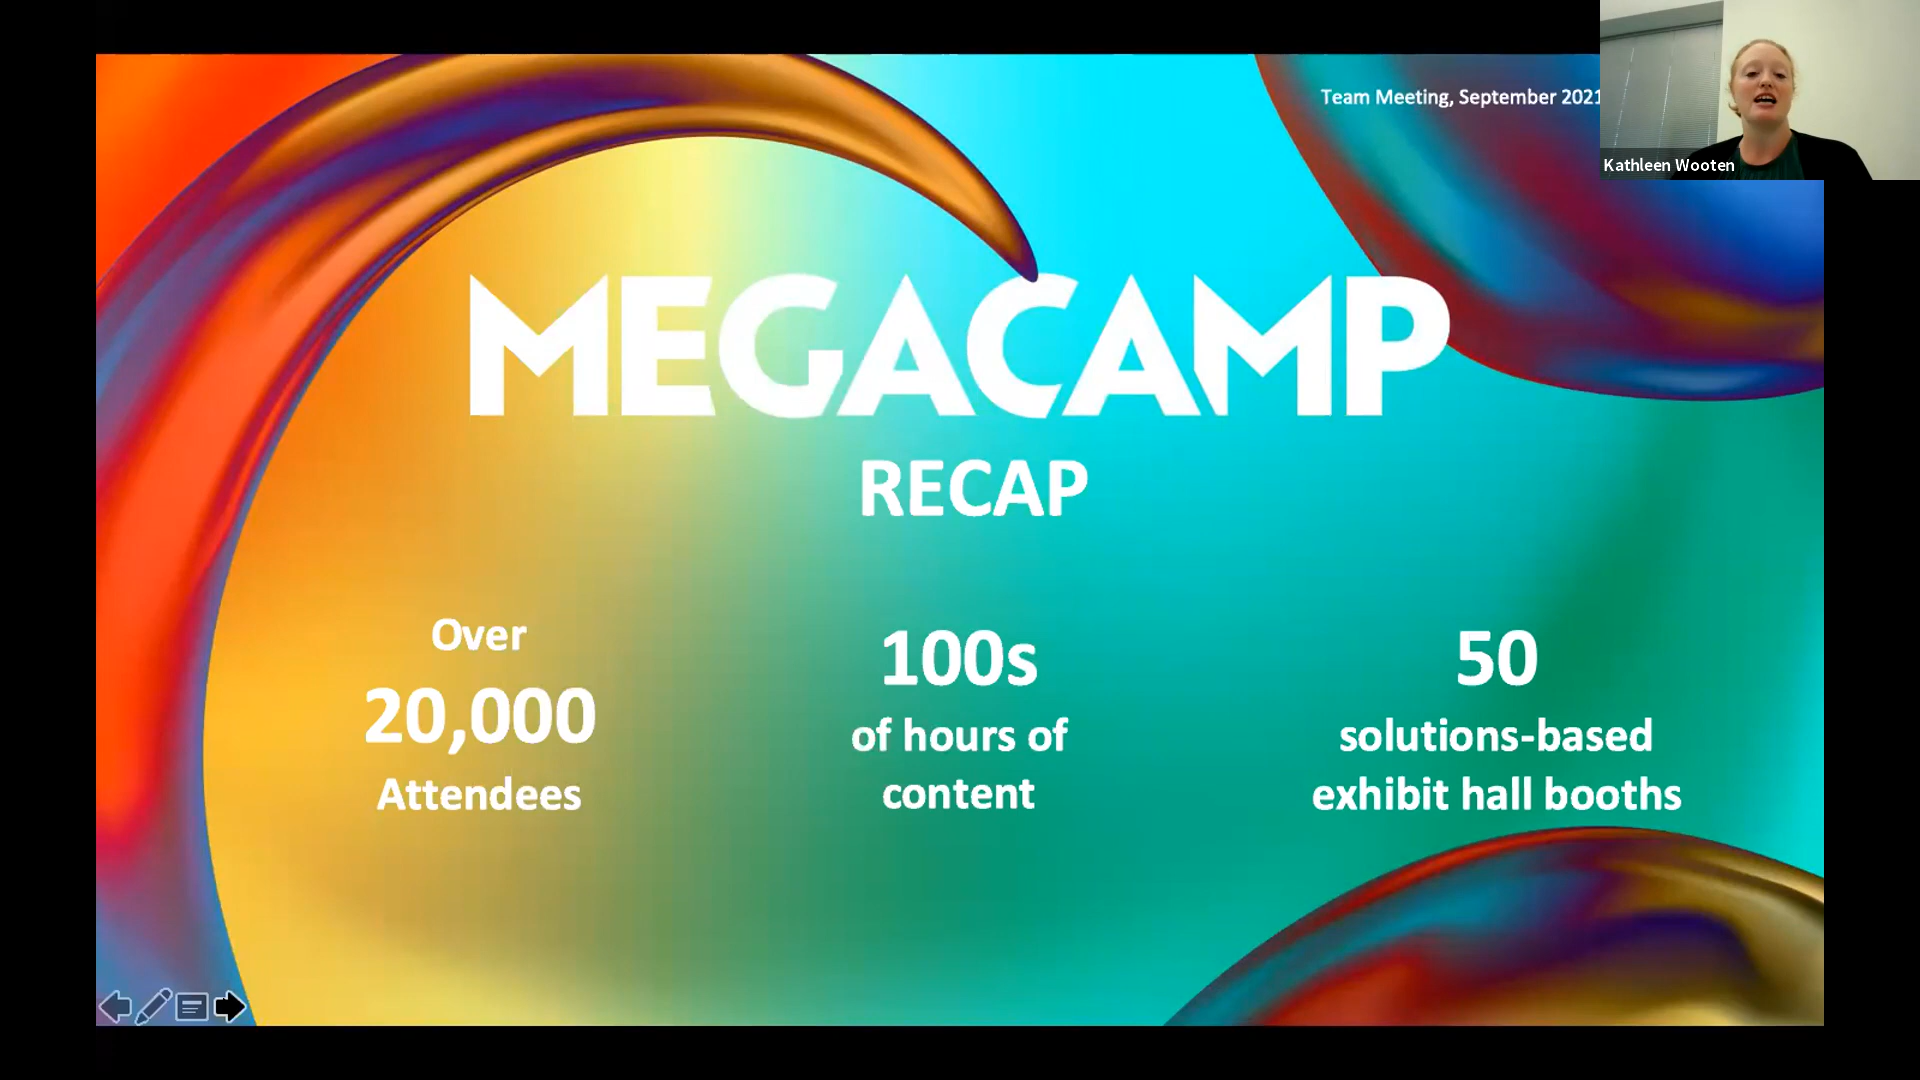 Team Meeting, September 2021
Kathleen Wooten
MEGACAMP
RECAP
Over
20,000
Attendees
100s
of hours of
content
50
solutions-based
exhibit hall booths